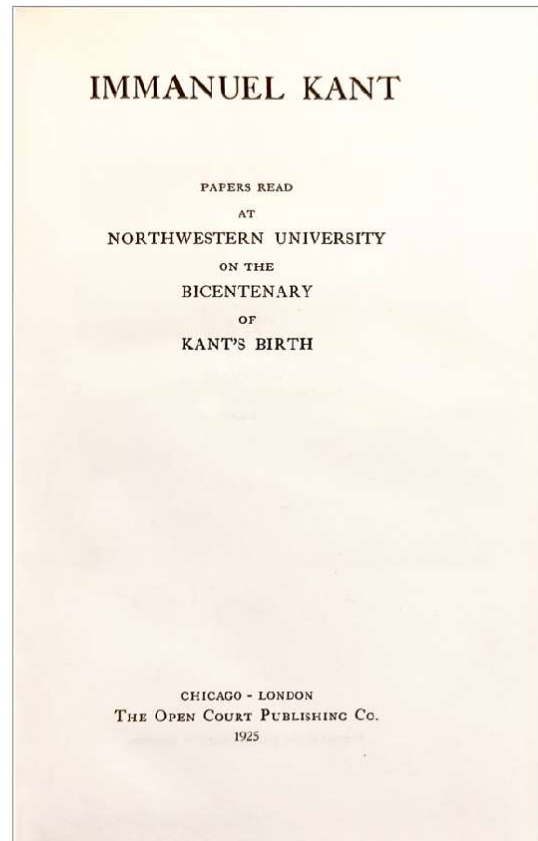 IMMANUEL KANT
PAPERS READ
AT
NORTHWESTERN UNIVERSITY
ON THE
BICENTENARY
OF
KANT'S BIRTH
CHICAGO - LONDON
THE OPEN COURT PUBLISHING CO.
1925